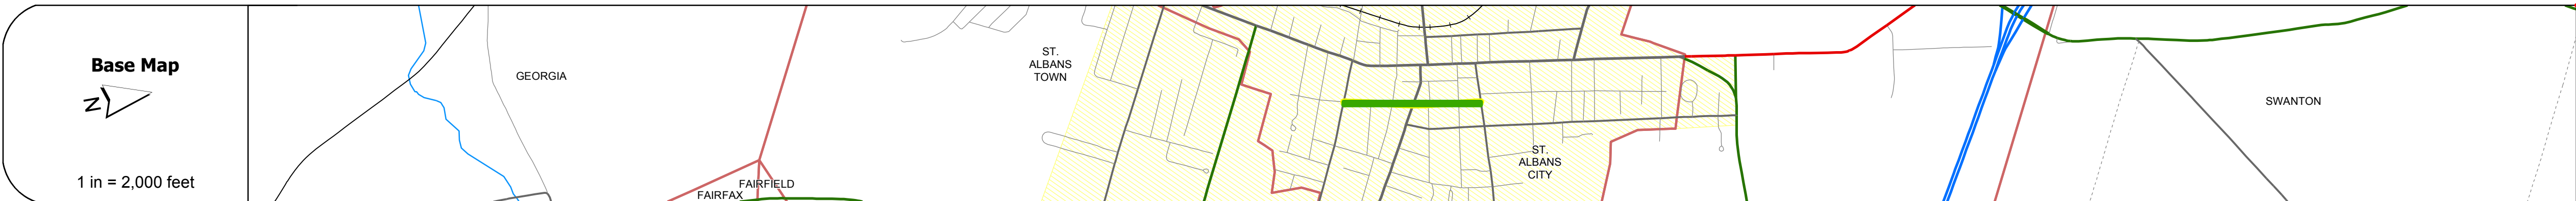 Base Map
N
1 in = 2,000 feet
GEORGIA
FAIRFIELD
FAIRFAX
ST.
ALBANS
TOWN
ST.
ALBANS
CITY
SWANTON